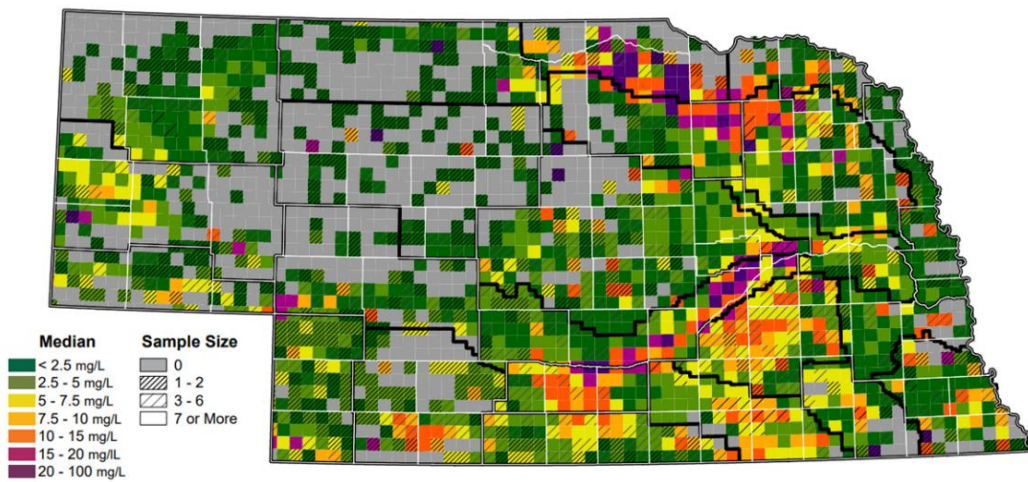 Median
< 2.5 mg/L
2.5 - 5 mg/L
5 - 7.5 mg/L
7.5 - 10 mg/L
10 - 15 mg/L
15 - 20 mg/IL
20 - 100 mg/L
Sample Size
0
1 - 2
3 - 6
7 or More